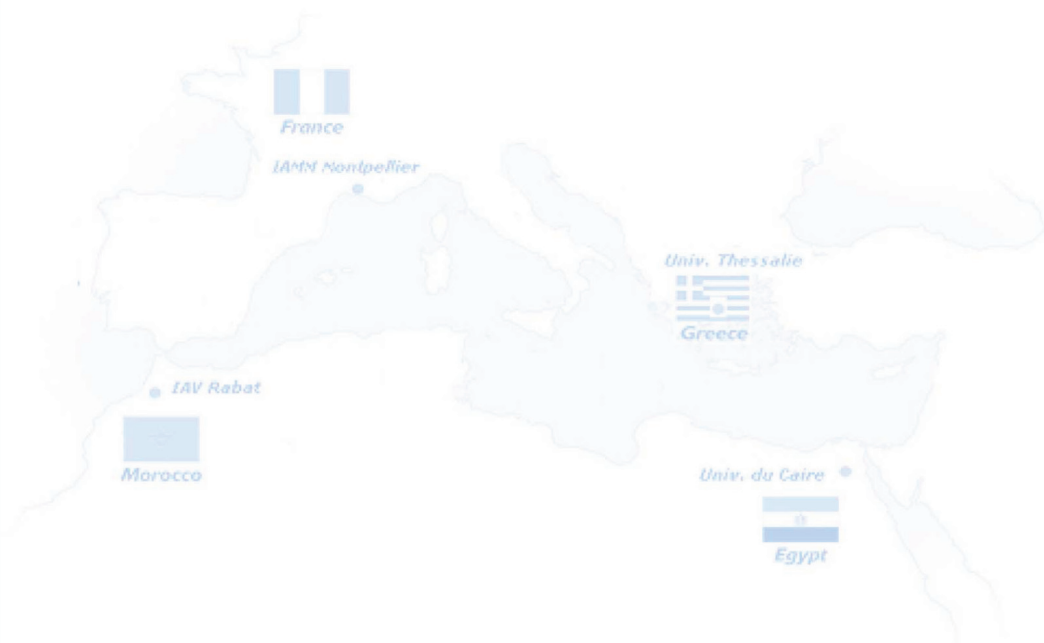 France
IAMM Montpellier
Univ. Thessalie
Greece
IAV Rabat
Morocco
Univ. du Caire
Egypt